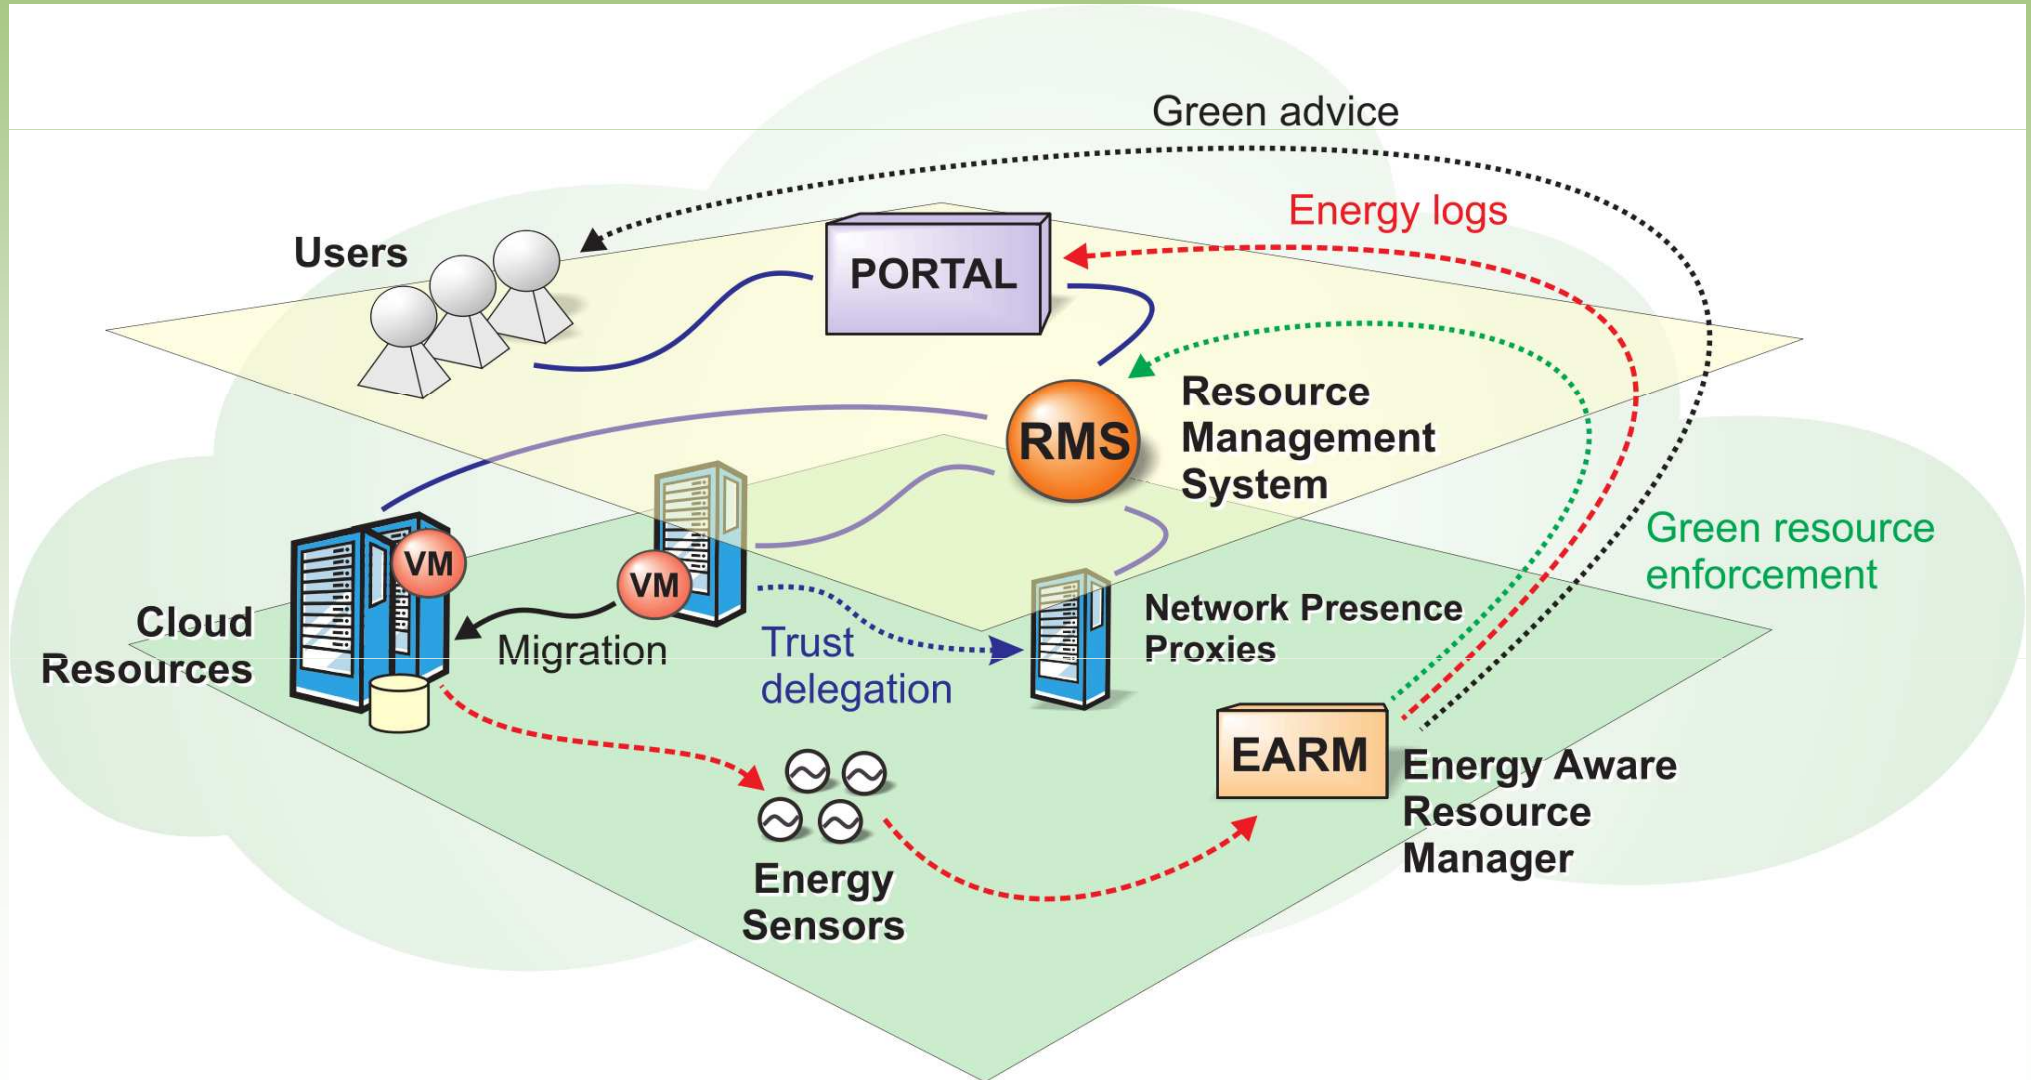 Green advice
Energy logs
Users
PORTAL
Resource
Management
System
RMS
Green resource
enforcement
VM
VM
Cloud
Resources
Migration
Trust
delegation
Network Presence
Proxies
EARM
Energy Aware
Resource
Manager
Energy
Sensors